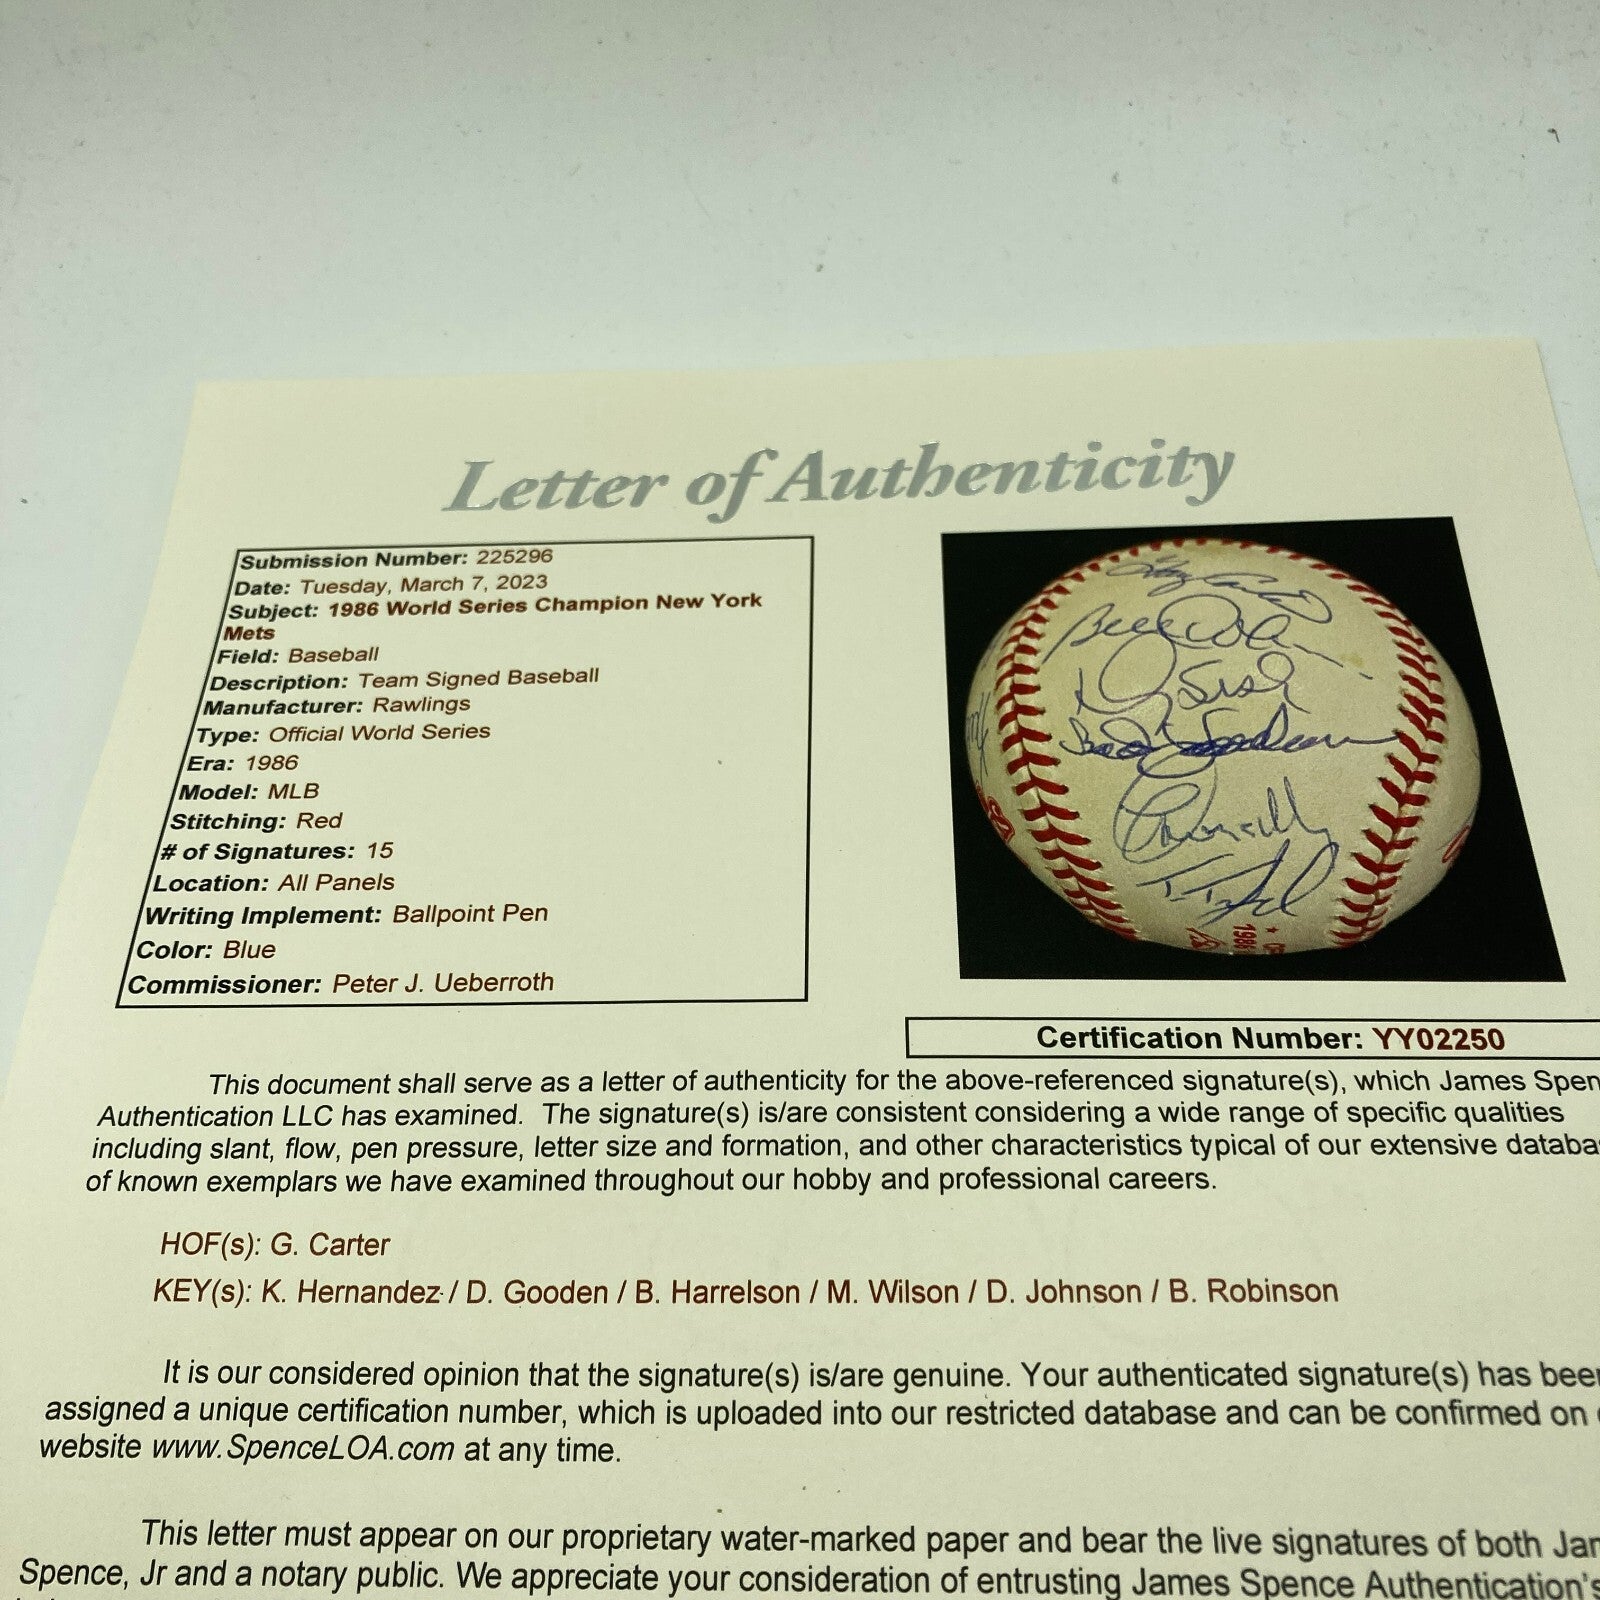 Letter of Authenticity
Submission Number: 225296
Date: Tuesday, March 7, 2023
Subject: 1986 World Series Champion New York
Mets
Field: Baseball
Description: Team Signed Baseball
Manufacturer: Rawlings
Type: Official World Series
Era: 1986
Model: MLB
Stitching: Red
# of Signatures: 15
Location: All Panels
Writing Implement: Ballpoint Pen
Color: Blue
Commissioner: Peter J. Ueberroth
1986
Certification Number: YY02250
This document shall serve as a letter of authenticity for the above-referenced signature(s), which James Spen
Authentication LLC has examined. The signature(s) is/are consistent considering a wide range of specific qualities
including slant, flow, pen pressure, letter size and formation, and other characteristics typical of our extensive databa
of known exemplars we have examined throughout our hobby and professional careers.
HOF(s): G. Carter
KEY(s): K. Hernandez / D. Gooden / B. Harrelson / M. Wilson / D. Johnson / B. Robinson
It is our considered opinion that the signature(s) is/are genuine. Your authenticated signature(s) has bee
assigned a unique certification number, which is uploaded into our restricted database and can be confirmed on
website www.SpenceLOA.com at any time.
This letter must appear on our proprietary water-marked paper and bear the live signatures of both Jam
Spence, Jr and a notary public. We appreciate your consideration of entrusting James Spence Authentication's